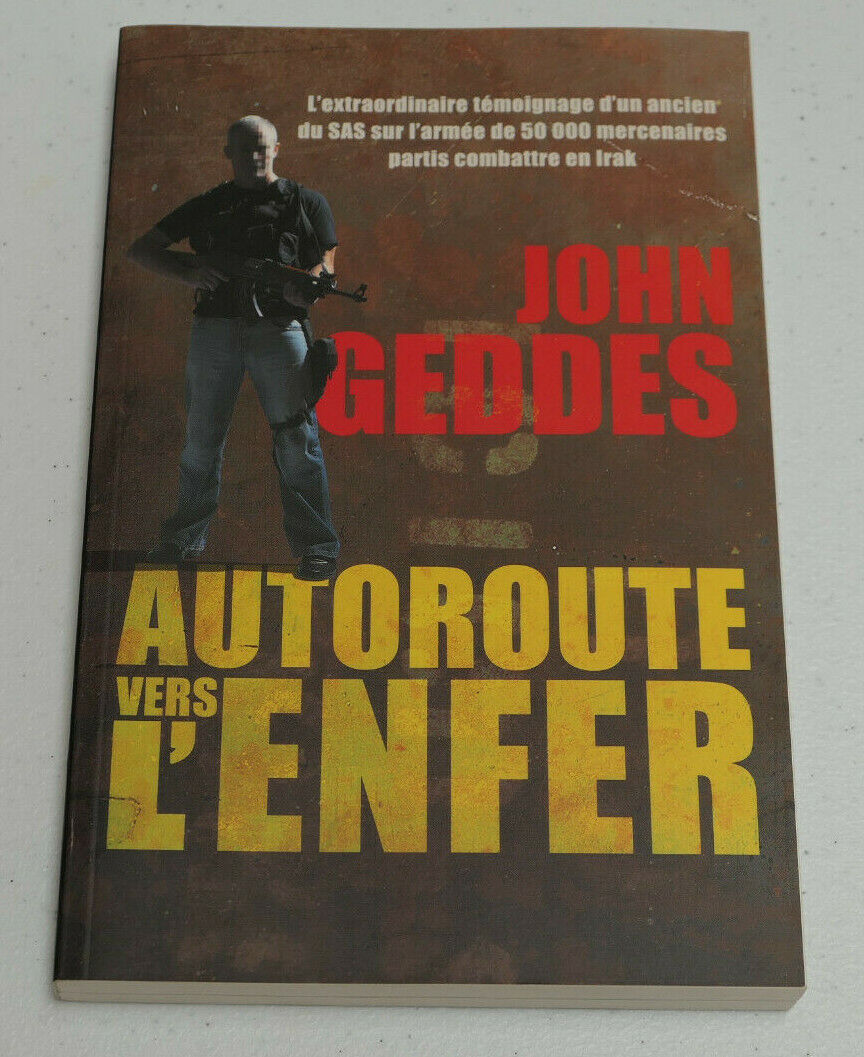 L'extraordinaire témoignage d'un ancien
du SAS sur l'armée de 50 000 mercenaires
partis combattre en Irak
JOHN
GEDDES
AUTOROUTE
VERS
L'ENFER